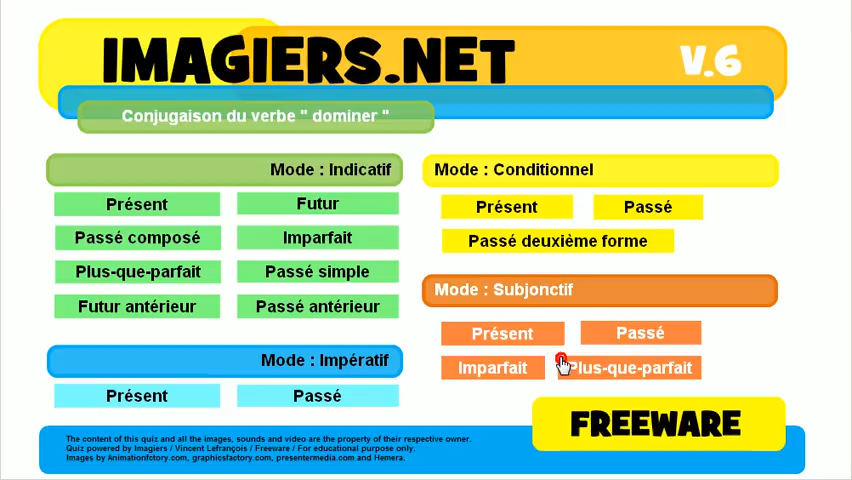 IMAGIERS.NET
V.6
Conjugaison du verbe " dominer "
Mode : Indicatif
Présent
Futur
Passé composé
Imparfait
Plus-que-parfait
Passé simple
Futur antérieur
Passé antérieur
Mode : Impératif
Présent
Passé
Mode : Conditionnel
Présent
Passé
Passé deuxième forme
Mode : Subjonctif
Présent
Passé
Imparfait
Plus-que-parfait
FREEWARE
The content of this quiz and all the images, sounds and video are the property of their respective owner.
Quiz powered by Imagiers / Vincent Lefrançois / Freeware / For educational purpose only.
Images by Animationfctory.com, graphicsfactory.com, presentermedia.com and Hemera.